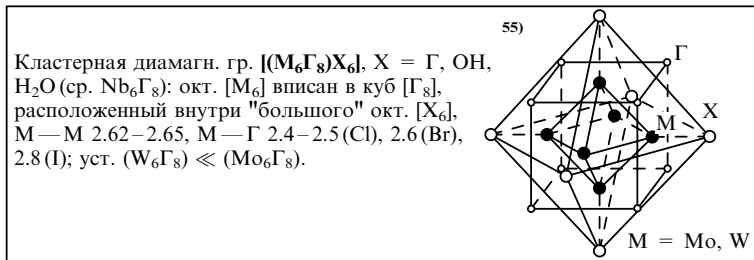 Кластерная диамагн. гр. [(M₆Г₈)X₆], X = Г, OH,
H₂O (ср. Nb₆Г₈): окт. [M₆] вписан в куб [Г₈],
расположенный внутри "большого" окт. [X₆],
M — M 2.62 – 2.65, M — Г 2.4 – 2.5 (Cl), 2.6 (Br),
2.8 (I); уст. (W₆Г₈) ≪ (Mo₆Г₈).
55)
Г
M
X
M = Mo, W